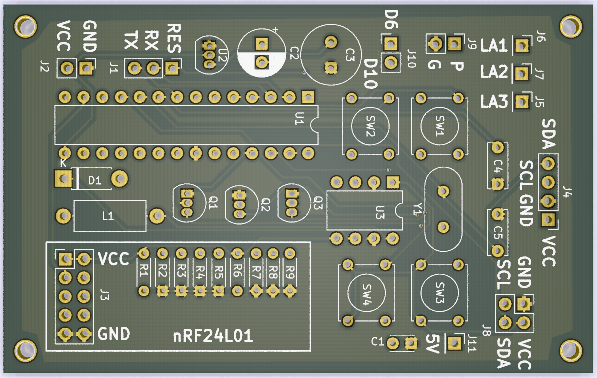 VCC
GND
J2
TX
RX
RES
J1
U2
C2
C3
D6
D10
J10
G
P
J9
LA1
J6
LA2
J7
LA3
J5
U1
SW2
SW1
K
D1
L1
Q1
Q2
Q3
U3
Y1
C4
C5
SDA
SCL
GND
VCC
J4
VCC
GND
J3
R1
R2
R3
R4
R5
R6
R7
R8
R9
nRF24L01
SW4
SW3
C1
5V
J11
SCL
GND
J8
SDA
VCC